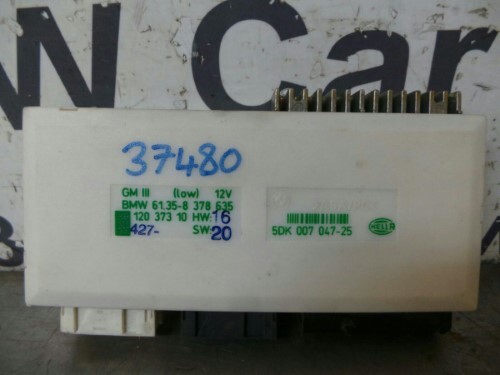 W Car
37480
GM III (Low) 12V
BMW 61.35-8 378 635
120 373 10 HW: 16
427- SW: 20
5DK 007 047-25
HELLA